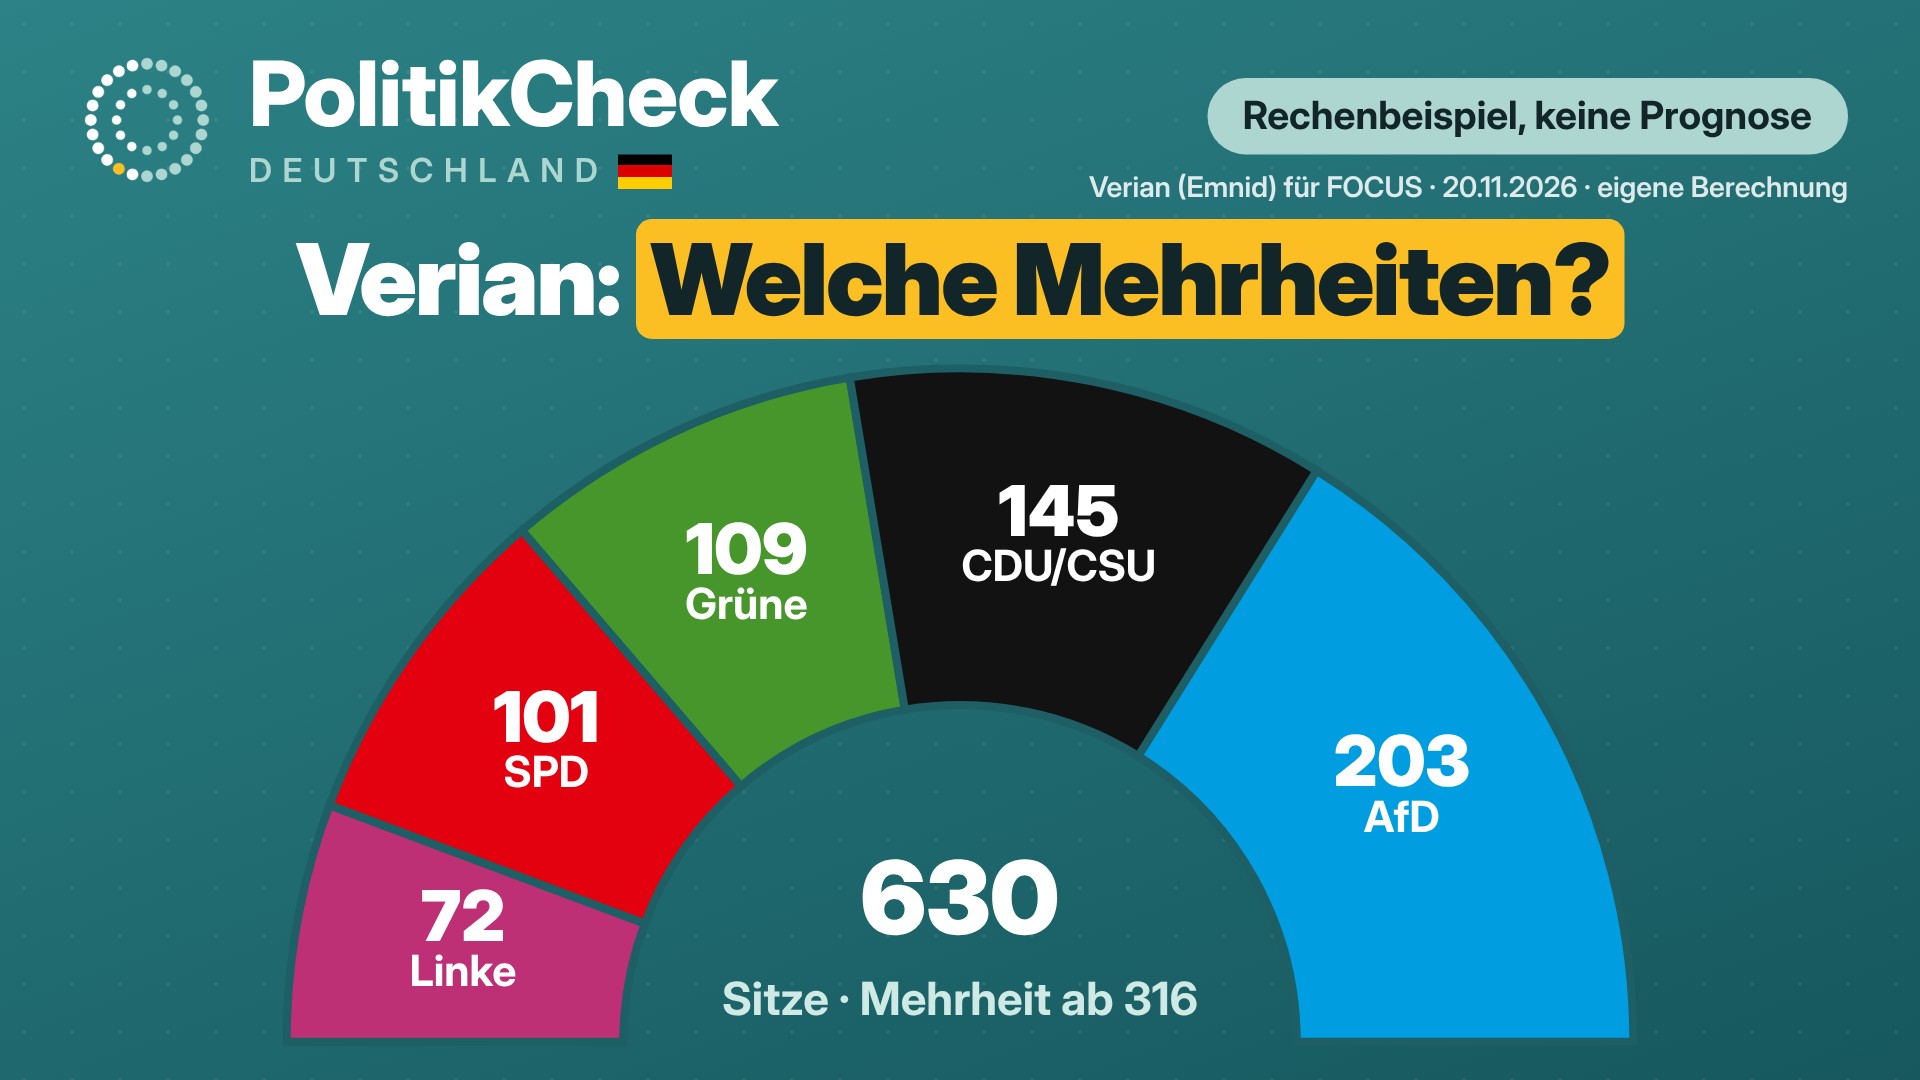 PolitikCheck
DEUTSCHLAND
Rechenbeispiel, keine Prognose
Verian (Emnid) für FOCUS · 20.11.2026 · eigene Berechnung
Verian: Welche Mehrheiten?
145
CDU/CSU
109
Grüne
101
SPD
203
AfD
72
Linke
630
Sitze · Mehrheit ab 316